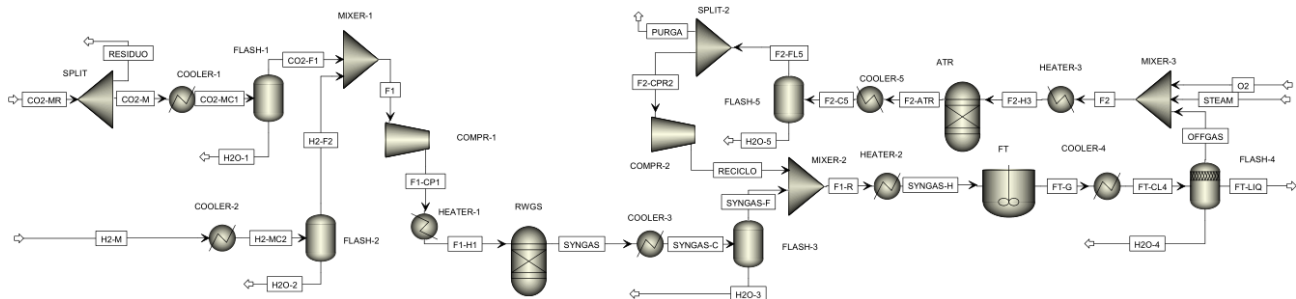 MIXER-1
SPLIT-2
PURGA
RESIDUO
FLASH-1
CO2-F1
F2-FL5
SPLIT
COOLER-1
COOLER-5
ATR
HEATER-3
MIXER-3
O2
CO2-MR
CO2-M
CO2-MC1
F1
F2-CPR2
F2-C5
F2-ATR
F2-H3
F2
STEAM
FLASH-5
H2-F2
COMPR-1
OFFGAS
H2O-1
H2O-5
MIXER-2
HEATER-2
FT
COOLER-4
FLASH-4
COMPR-2
RECICLO
F1-CP1
F1-R
SYNGAS-H
FT-G
FT-CL4
FT-LIQ
COOLER-2
HEATER-1
RWGS
SYNGAS-F
COOLER-3
H2-M
H2-MC2
FLASH-2
F1-H1
SYNGAS
SYNGAS-C
FLASH-3
H2O-4
H2O-2
H2O-3